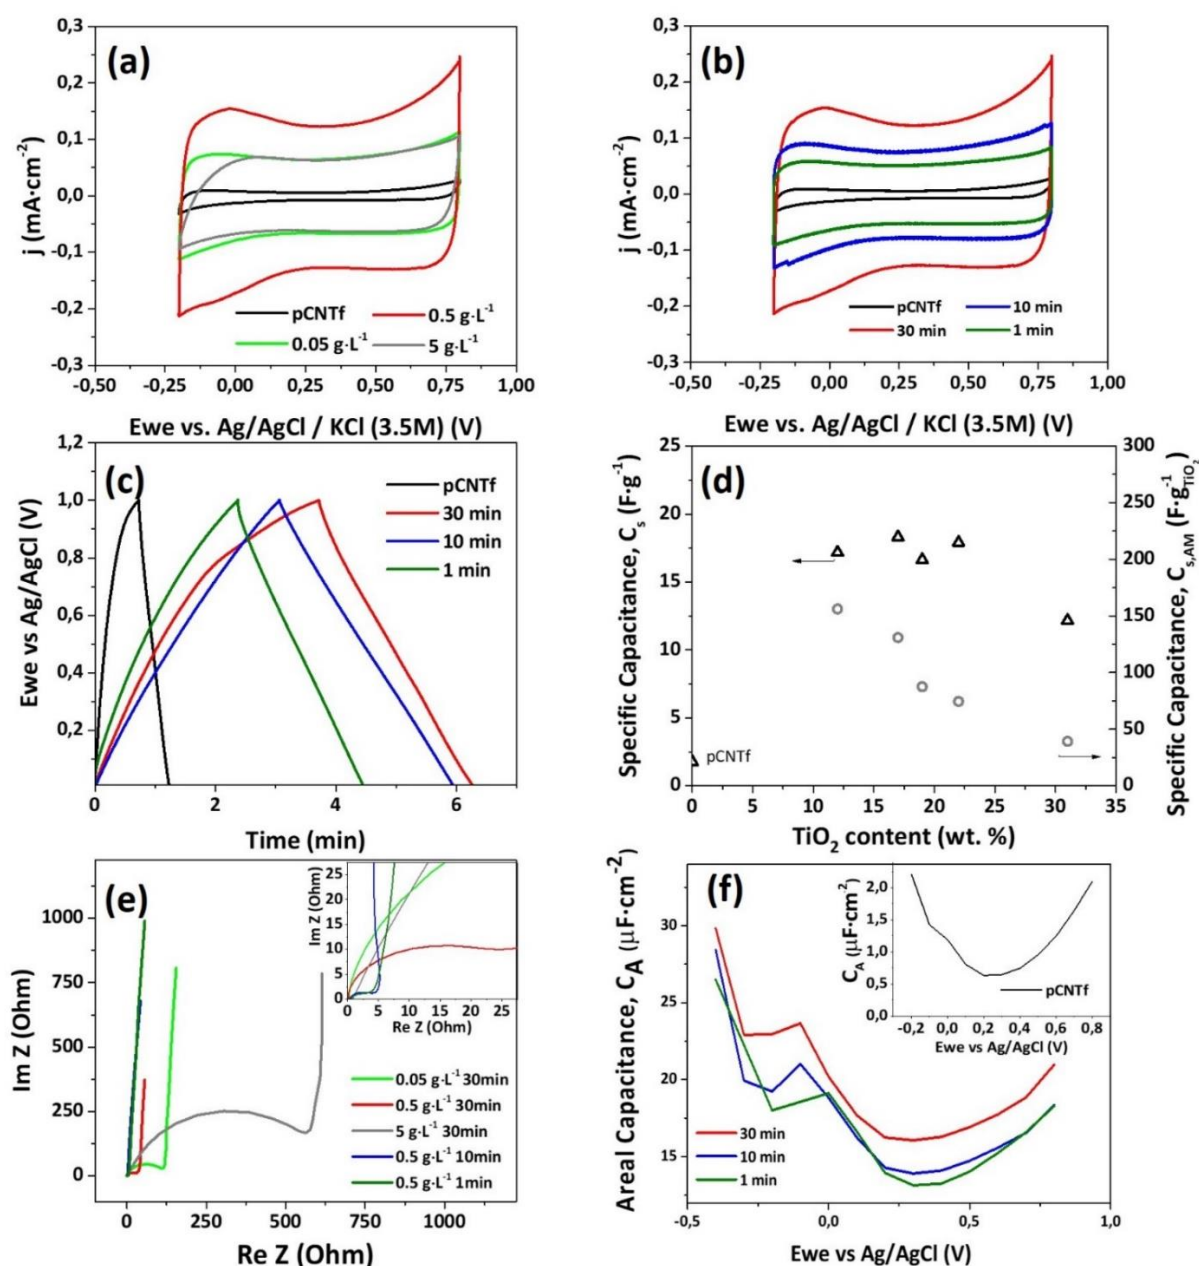 (a)
0,3
0,2
0,1
0,0
-0,1
-0,2
-0,3
j (mA·cm-2)
pCNTf
0.5 g·L-1
0.05 g·L-1
5 g·L-1
-0,50 -0,25 0,00 0,25 0,50 0,75 1,00
Ewe vs. Ag/AgCl / KCl (3.5M) (V)
(b)
0,3
0,2
0,1
0,0
-0,1
-0,2
-0,3
j (mA·cm-2)
pCNTf
10 min
30 min
1 min
-0,50 -0,25 0,00 0,25 0,50 0,75 1,00
Ewe vs. Ag/AgCl / KCl (3.5M) (V)
(c)
1,2
1,0
0,8
0,6
0,4
0,2
Ewe vs Ag/AgCl (V)
pCNTf
30 min
10 min
1 min
0 2 4 6
Time (min)
(d)
25
20
15
10
5
0
Specific Capacitance, Cs (F·g-1)
300
250
200
150
100
50
0
Specific Capacitance, Cs,AM (F·g-1TiO2)
pCNTf
0 5 10 15 20 25 30 35
TiO2 content (wt. %)
(e)
1000
750
500
250
0
Im Z (Ohm)
25
20
15
10
5
0
Im Z (Ohm)
0 5 10 15 20 25
Re Z (Ohm)
0.05 g·L-1 30min
0.5 g·L-1 30min
5 g·L-1 30min
0.5 g·L-1 10min
0.5 g·L-1 1min
0 250 500 750 1000
Re Z (Ohm)
(f)
30
25
20
15
Areal Capacitance, CA (μF·cm-2)
2,0
1,5
1,0
0,5
0,0
CA (μF·cm-2)
pCNTf
-0,2 0,0 0,2 0,4 0,6 0,8
Ewe vs Ag/AgCl (V)
30 min
10 min
1 min
-0,5 0,0 0,5 1,0
Ewe vs Ag/AgCl (V)